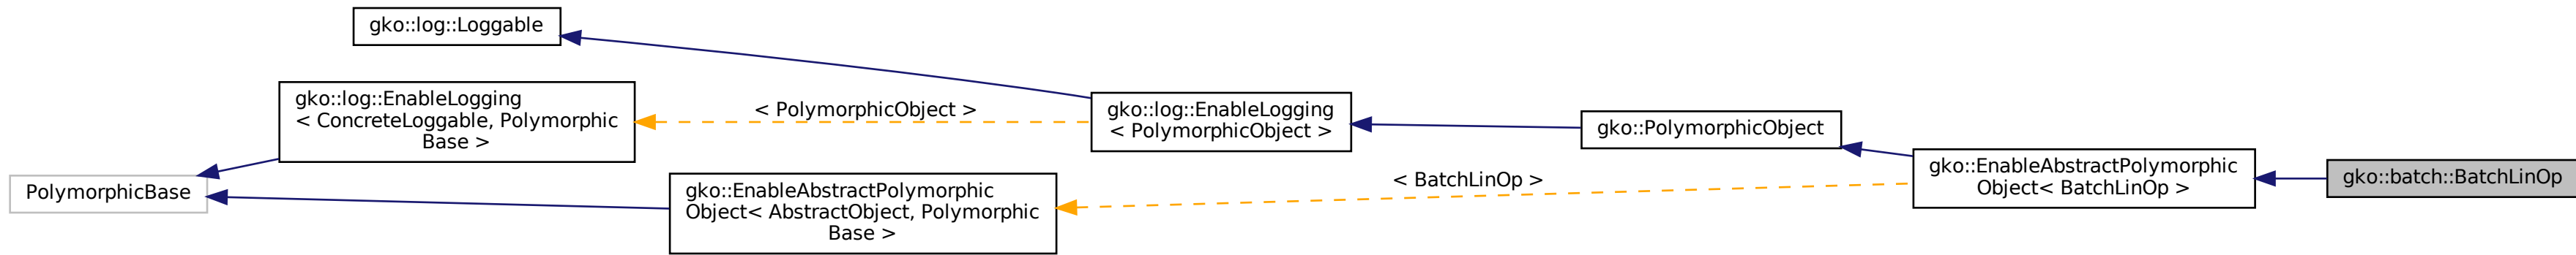 gko::log::Loggable
gko::log::EnableLogging
< ConcreteLoggable, Polymorphic
Base >
PolymorphicBase
gko::EnableAbstractPolymorphic
Object< AbstractObject, Polymorphic
Base >
< PolymorphicObject >
gko::log::EnableLogging
< PolymorphicObject >
gko::PolymorphicObject
< BatchLinOp >
gko::EnableAbstractPolymorphic
Object< BatchLinOp >
gko::batch::BatchLinOp